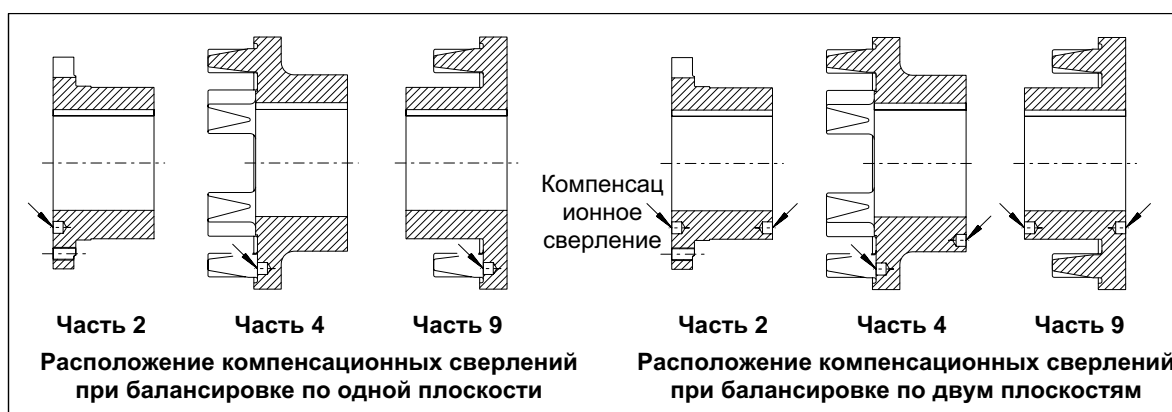 Компенсац
ионное
сверление
Часть 2
Часть 4
Часть 9
Часть 2
Часть 4
Часть 9
Расположение компенсационных сверлений
при балансировке по одной плоскости
Расположение компенсационных сверлений
при балансировке по двум плоскостям